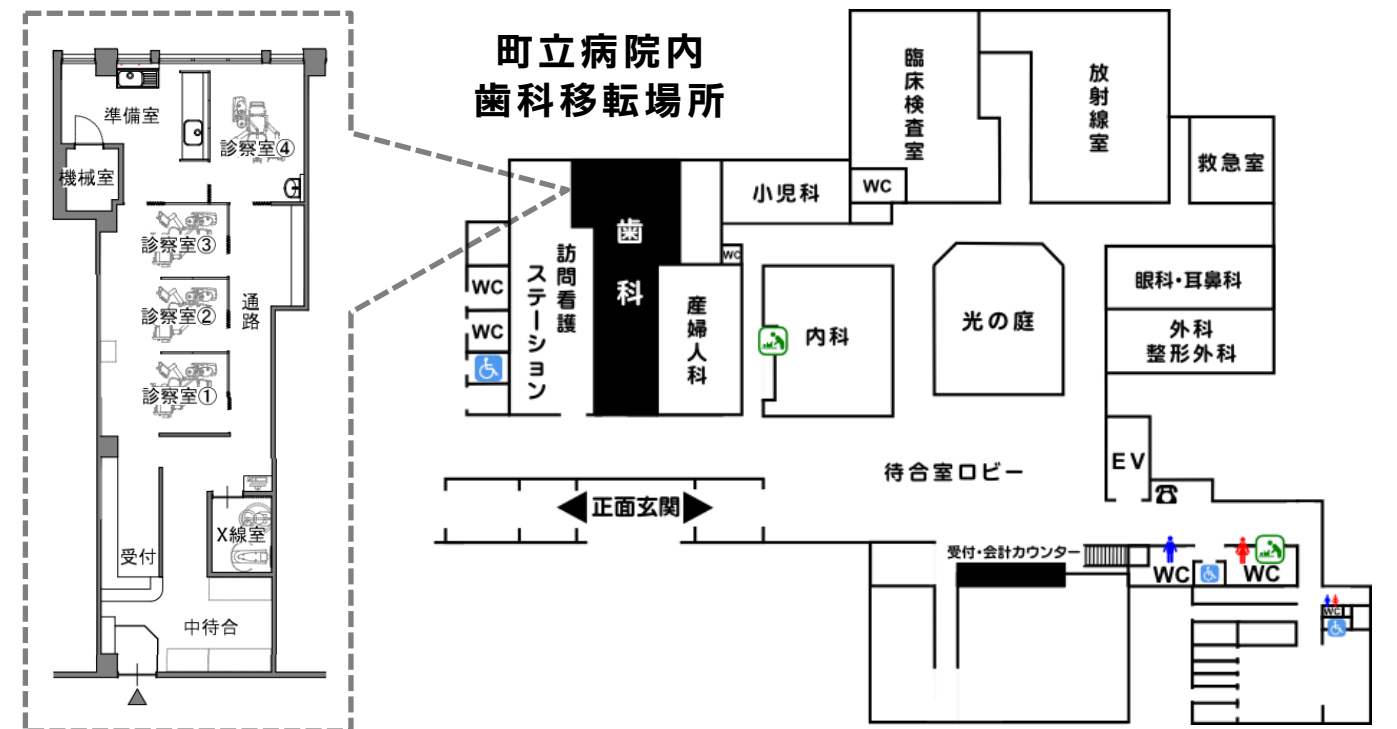 町立病院内
歯科移転場所
準備室
診察室④
機械室
診察室③
診察室②
通路
診察室①
X線室
受付
中待合
臨床検査室
放射線室
救急室
小児科
WC
歯科
訪問看護
ステーション
WC
WC
WC
産婦人科
内科
光の庭
眼科・耳鼻科
外科
整形外科
待合室ロビー
EV
正面玄関
受付・会計カウンター
WC
WC
WC